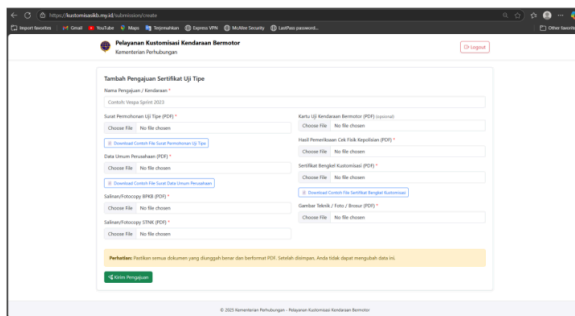 https://kustomisasikb.my.id/submission/create
Import favorites Gmail YouTube Maps Terjemahan Express VPN McAfee Security LastPass password... Other favorites
Pelayanan Kustomisasi Kendaraan Bermotor
Kementerian Perhubungan
Logout
Tambah Pengajuan Sertifikat Uji Tipe
Nama Pengajuan / Kendaraan *
Contoh: Vespa Sprint 2023
Surat Permohonan Uji Tipe (PDF) *
Choose File No file chosen
Download Contoh File Surat Permohonan Uji Tipe
Data Umum Perusahaan (PDF) *
Choose File No file chosen
Download Contoh File Surat Data Umum Perusahaan
Salinan/Fotocopy BPKB (PDF) *
Choose File No file chosen
Salinan/Fotocopy STNK (PDF) *
Choose File No file chosen
Kartu Uji Kendaraan Bermotor (PDF) (opsional)
Choose File No file chosen
Hasil Pemeriksaan Cek Fisik Kepolisian (PDF) *
Choose File No file chosen
Sertifikat Bengkel Kustomisasi (PDF) *
Choose File No file chosen
Download Contoh File Sertifikat Bengkel Kustomisasi
Gambar Teknik / Foto / Brosur (PDF) *
Choose File No file chosen
Perhatian: Pastikan semua dokumen yang diunggah benar dan berformat PDF. Setelah disimpan, Anda tidak dapat mengubah data ini.
Kirim Pengajuan
© 2025 Kementerian Perhubungan - Pelayanan Kustomisasi Kendaraan Bermotor